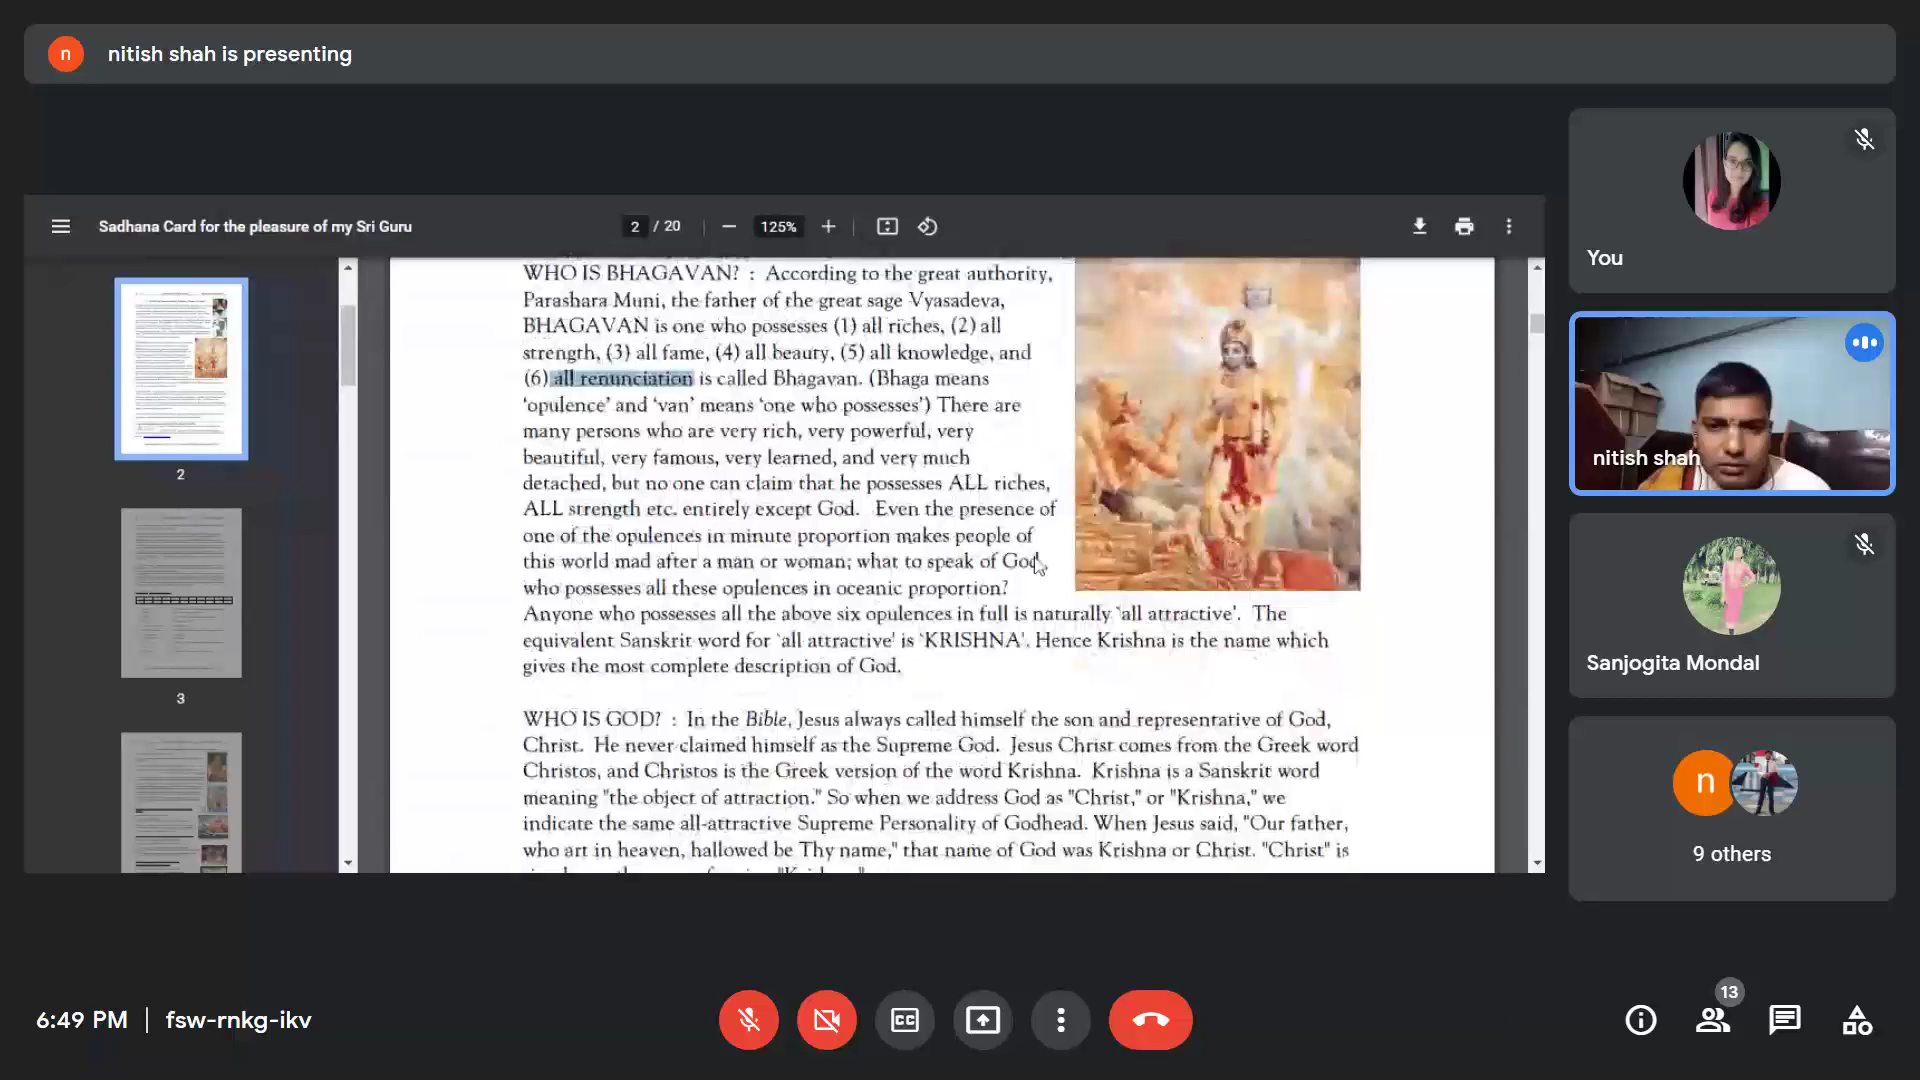 n nitish shah is presenting
Sadhana Card for the pleasure of my Sri Guru
2 / 20
125%
2
3
WHO IS BHAGAVAN? : According to the great authority,
Parashara Muni, the father of the great sage Vyasadeva,
BHAGAVAN is one who possesses (1) all riches, (2) all
strength, (3) all fame, (4) all beauty, (5) all knowledge, and
(6) all renunciation is called Bhagavan. (Bhaga means
‘opulence’ and ‘van’ means ‘one who possesses’) There are
many persons who are very rich, very powerful, very
beautiful, very famous, very learned, and very much
detached, but no one can claim that he possesses ALL riches,
ALL strength etc. entirely except God. Even the presence of
one of the opulences in minute proportion makes people of
this world mad after a man or woman; what to speak of God
who possesses all these opulences in oceanic proportion?
Anyone who possesses all the above six opulences in full is naturally `all attractive'. The
equivalent Sanskrit word for `all attractive' is `KRISHNA'. Hence Krishna is the name which
gives the most complete description of God.
WHO IS GOD? : In the Bible, Jesus always called himself the son and representative of God,
Christ. He never claimed himself as the Supreme God. Jesus Christ comes from the Greek word
Christos, and Christos is the Greek version of the word Krishna. Krishna is a Sanskrit word
meaning "the object of attraction." So when we address God as "Christ," or "Krishna," we
indicate the same all-attractive Supreme Personality of Godhead. When Jesus said, "Our father,
who art in heaven, hallowed be Thy name," that name of God was Krishna or Christ. "Christ" is
You
nitish shah
Sanjogita Mondal
n
9 others
6:49 PM | fsw-rnkg-ikv
CC
13